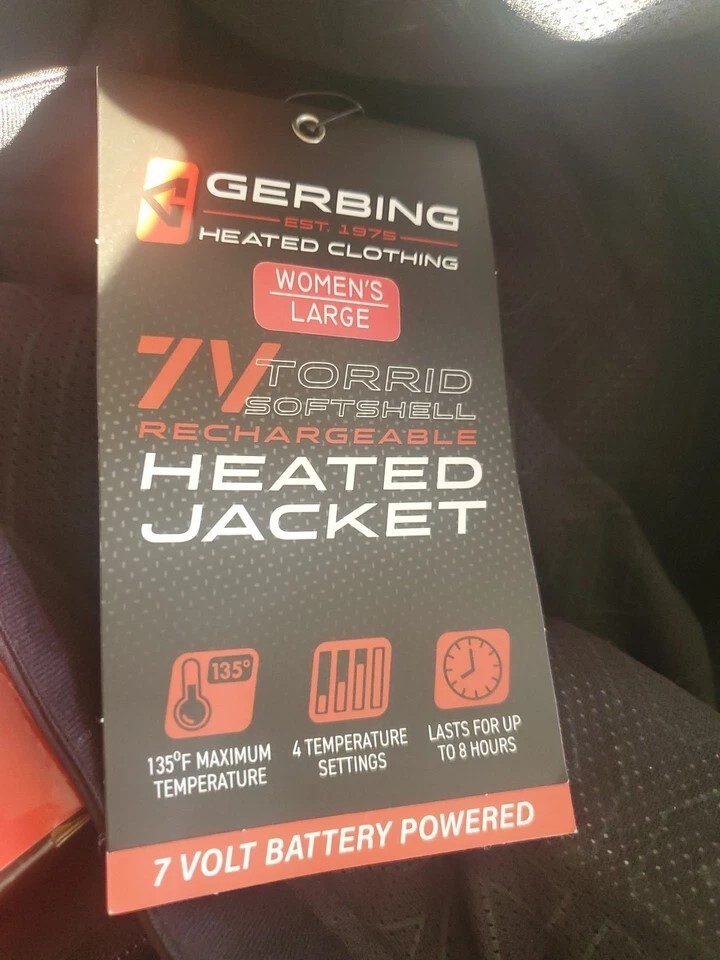 GERBING
EST. 1975
HEATED CLOTHING
WOMEN'S
LARGE
7V TORRID
SOFTSHELL
RECHARGEABLE
HEATED
JACKET
135°
135°F MAXIMUM
TEMPERATURE
4 TEMPERATURE
SETTINGS
LASTS FOR UP
TO 8 HOURS
7 VOLT BATTERY POWERED